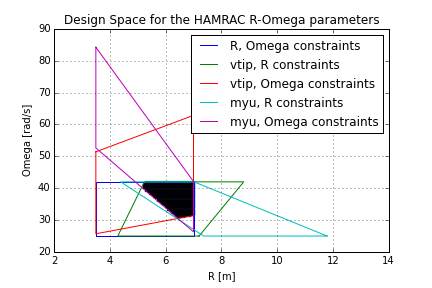 Design Space for the HAMRAC R-Omega parameters
90
80
70
60
50
40
30
20
Omega [rad/s]
R, Omega constraints
vtip, R constraints
vtip, Omega constraints
myu, R constraints
myu, Omega constraints
2 4 6 8 10 12 14
R [m]